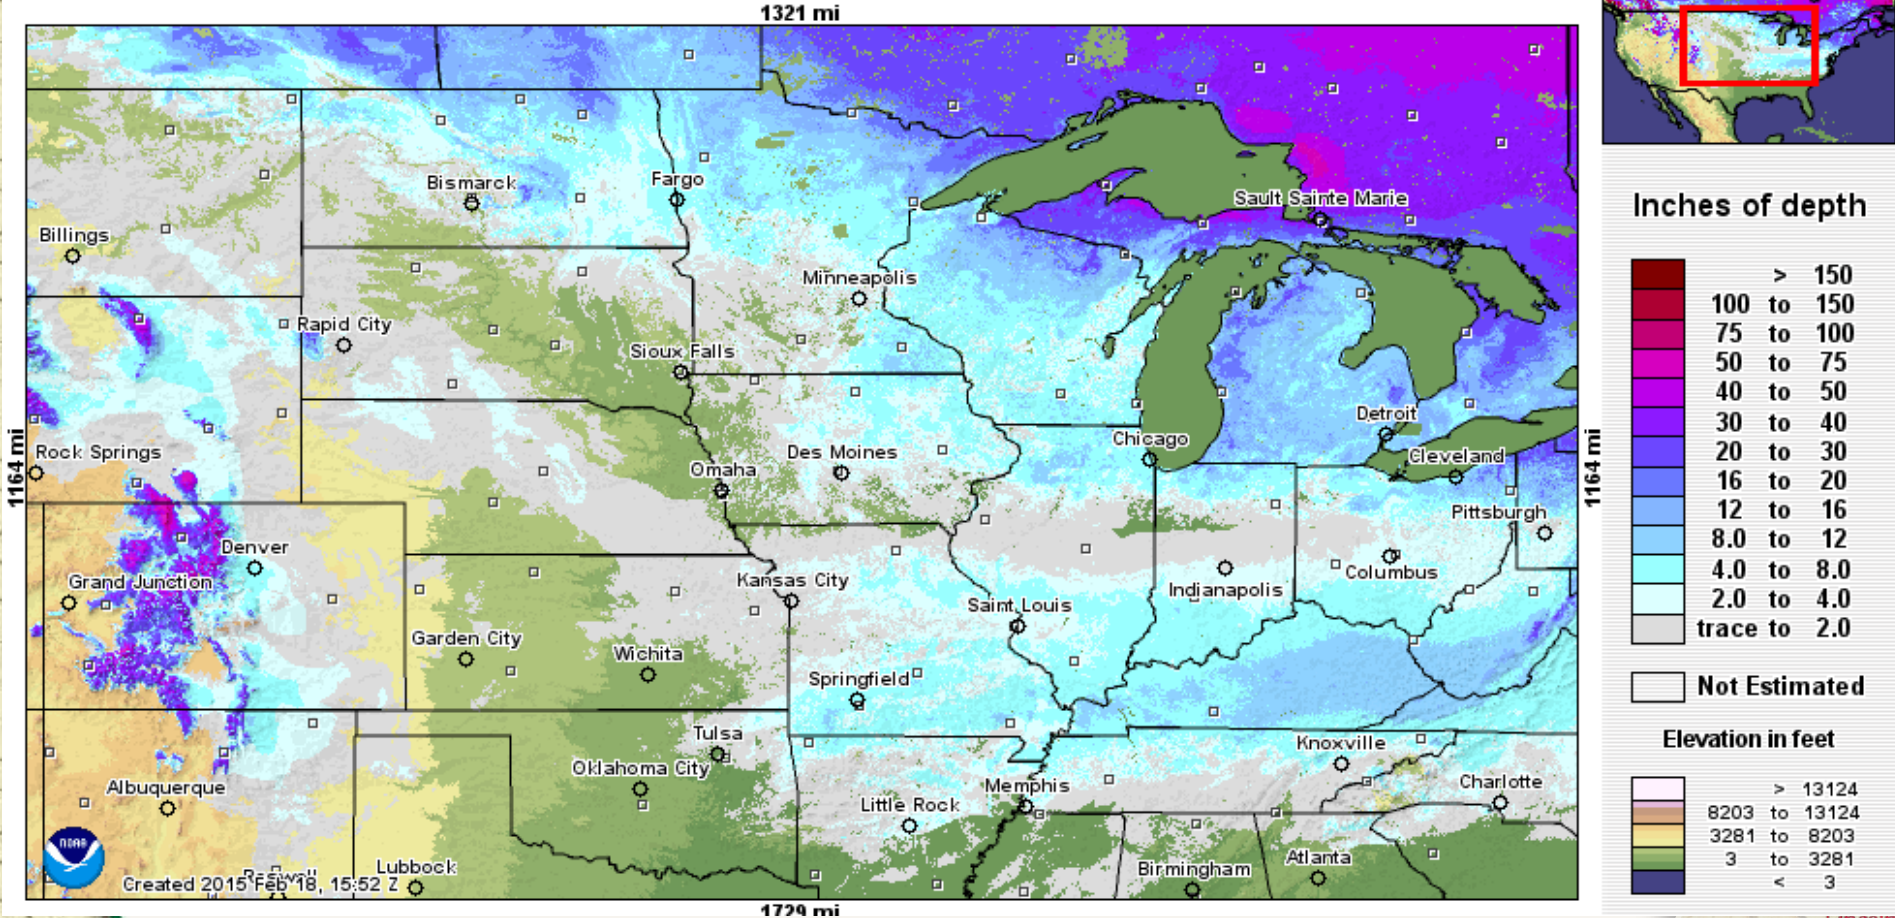 1321 mi
Bismarck
Fargo
Sault Sainte Marie
Billings
Minneapolis
Rapid City
Sioux Falls
Detroit
Chicago
Rock Springs
Des Moines
Cleveland
Omaha
1164 mi
1164 mi
Pittsburgh
Denver
Grand Junction
Kansas City
Columbus
Indianapolis
Saint Louis
Garden City
Wichita
Springfield
Tulsa
Knoxville
Oklahoma City
Albuquerque
Memphis
Charlotte
Little Rock
NOAA
Lubbock
Birmingham
Atlanta
Roswell
Created 2015 Feb 18, 15:52 Z
1729 mi
Inches of depth
> 150
100 to 150
75 to 100
50 to 75
40 to 50
30 to 40
20 to 30
16 to 20
12 to 16
8.0 to 12
4.0 to 8.0
2.0 to 4.0
trace to 2.0
Not Estimated
Elevation in feet
> 13124
8203 to 13124
3281 to 8203
3 to 3281
< 3